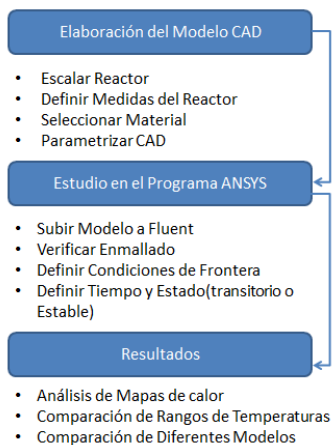 Elaboración del Modelo CAD
• Escalar Reactor
• Definir Medidas del Reactor
• Seleccionar Material
• Parametrizar CAD
Estudio en el Programa ANSYS
• Subir Modelo a Fluent
• Verificar Enmallado
• Definir Condiciones de Frontera
• Definir Tiempo y Estado(transitorio o
Estable)
Resultados
• Análisis de Mapas de calor
• Comparación de Rangos de Temperaturas
• Comparación de Diferentes Modelos